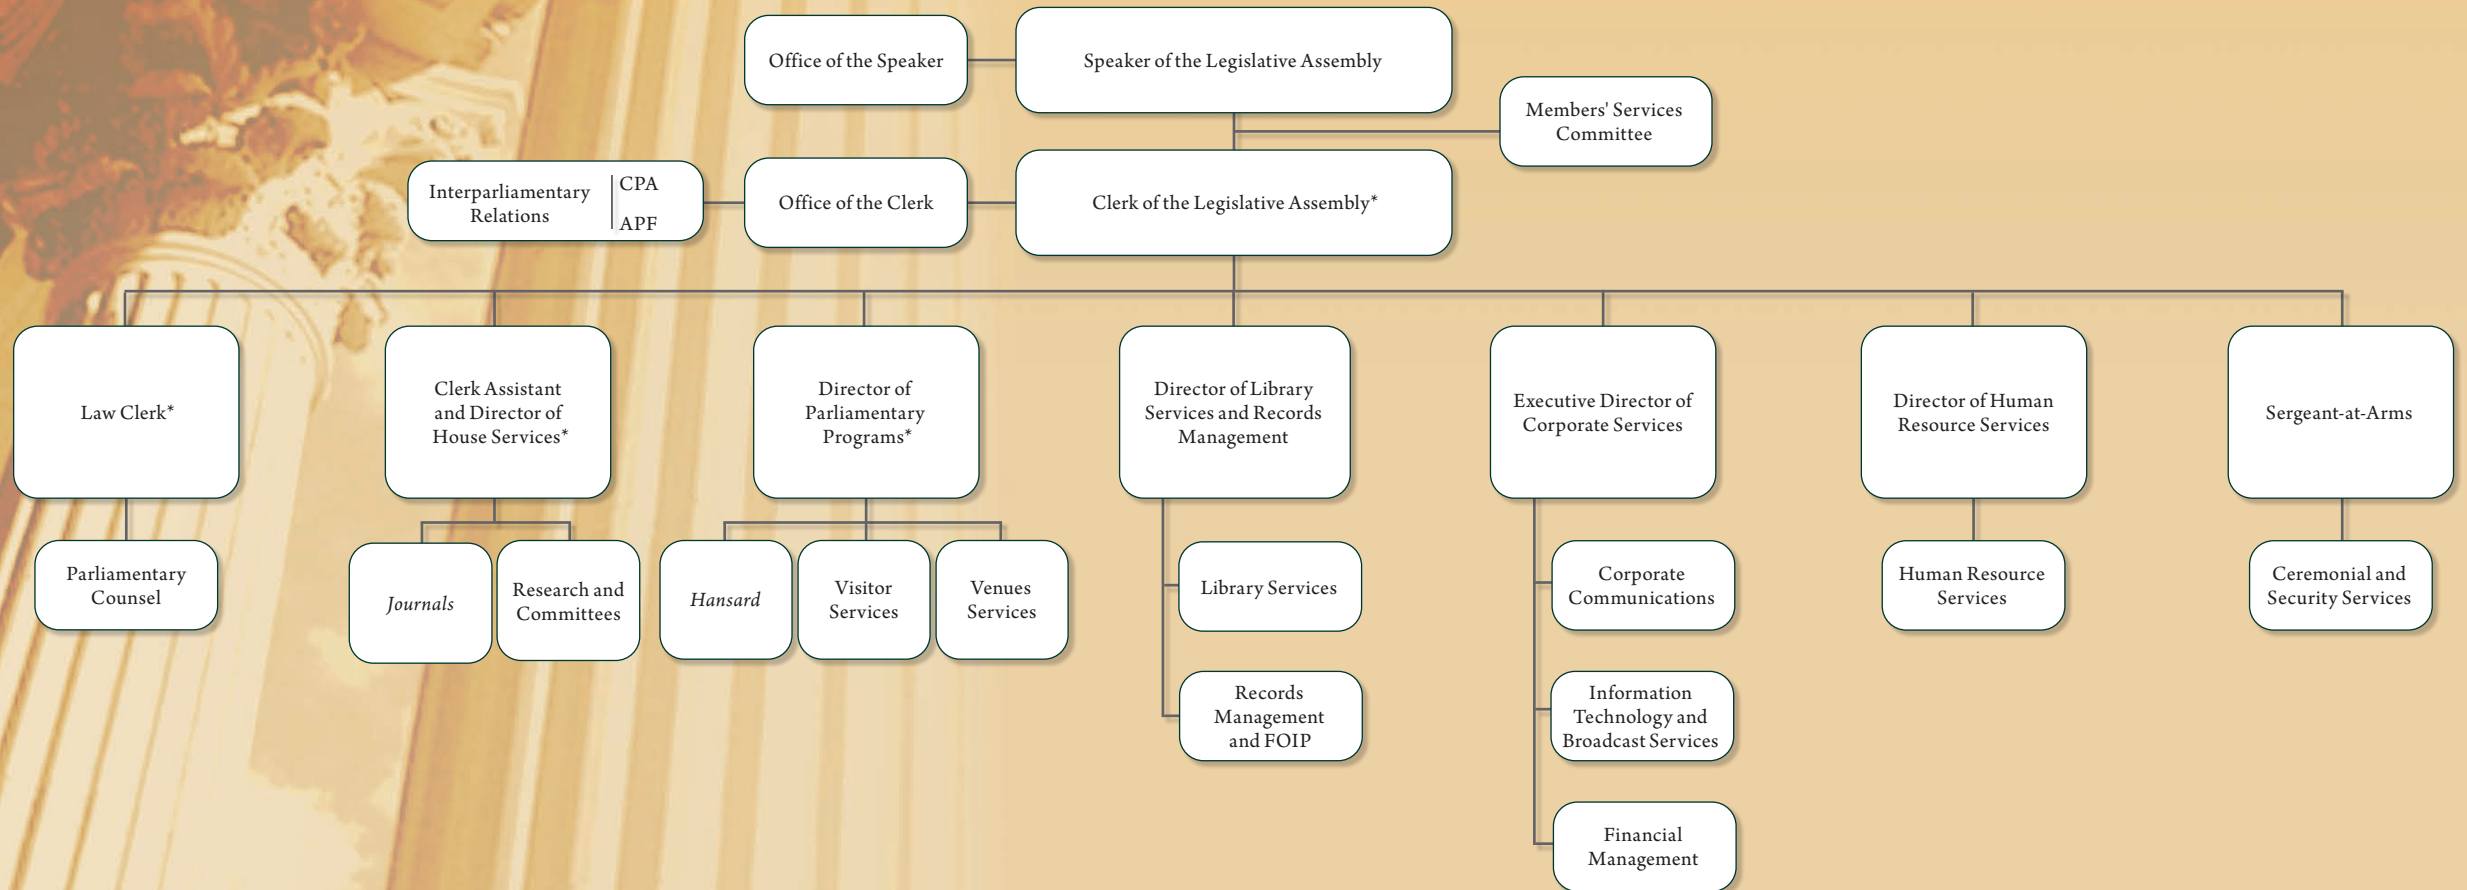 Office of the Speaker
Speaker of the Legislative Assembly
Members' Services
Committee
Interparliamentary
Relations
CPA
APF
Office of the Clerk
Clerk of the Legislative Assembly*
Law Clerk*
Clerk Assistant
and Director of
House Services*
Director of
Parliamentary
Programs*
Director of Library
Services and Records
Management
Executive Director of
Corporate Services
Director of Human
Resource Services
Sergeant-at-Arms
Parliamentary
Counsel
Journals
Research and
Committees
Hansard
Visitor
Services
Venues
Services
Library Services
Records
Management
and FOIP
Corporate
Communications
Information
Technology and
Broadcast Services
Financial
Management
Human Resource
Services
Ceremonial and
Security Services